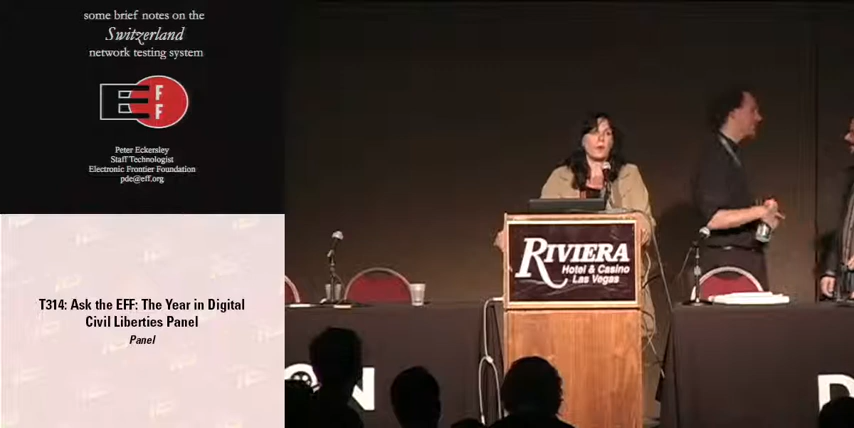 some brief notes on the
Switzerland
network testing system
EFF
Peter Eckersley
Staff Technologist
Electronic Frontier Foundation
pde@eff.org
T314: Ask the EFF: The Year in Digital
Civil Liberties Panel
Panel
RIVIERA
Hotel & Casino
Las Vegas
ON
D